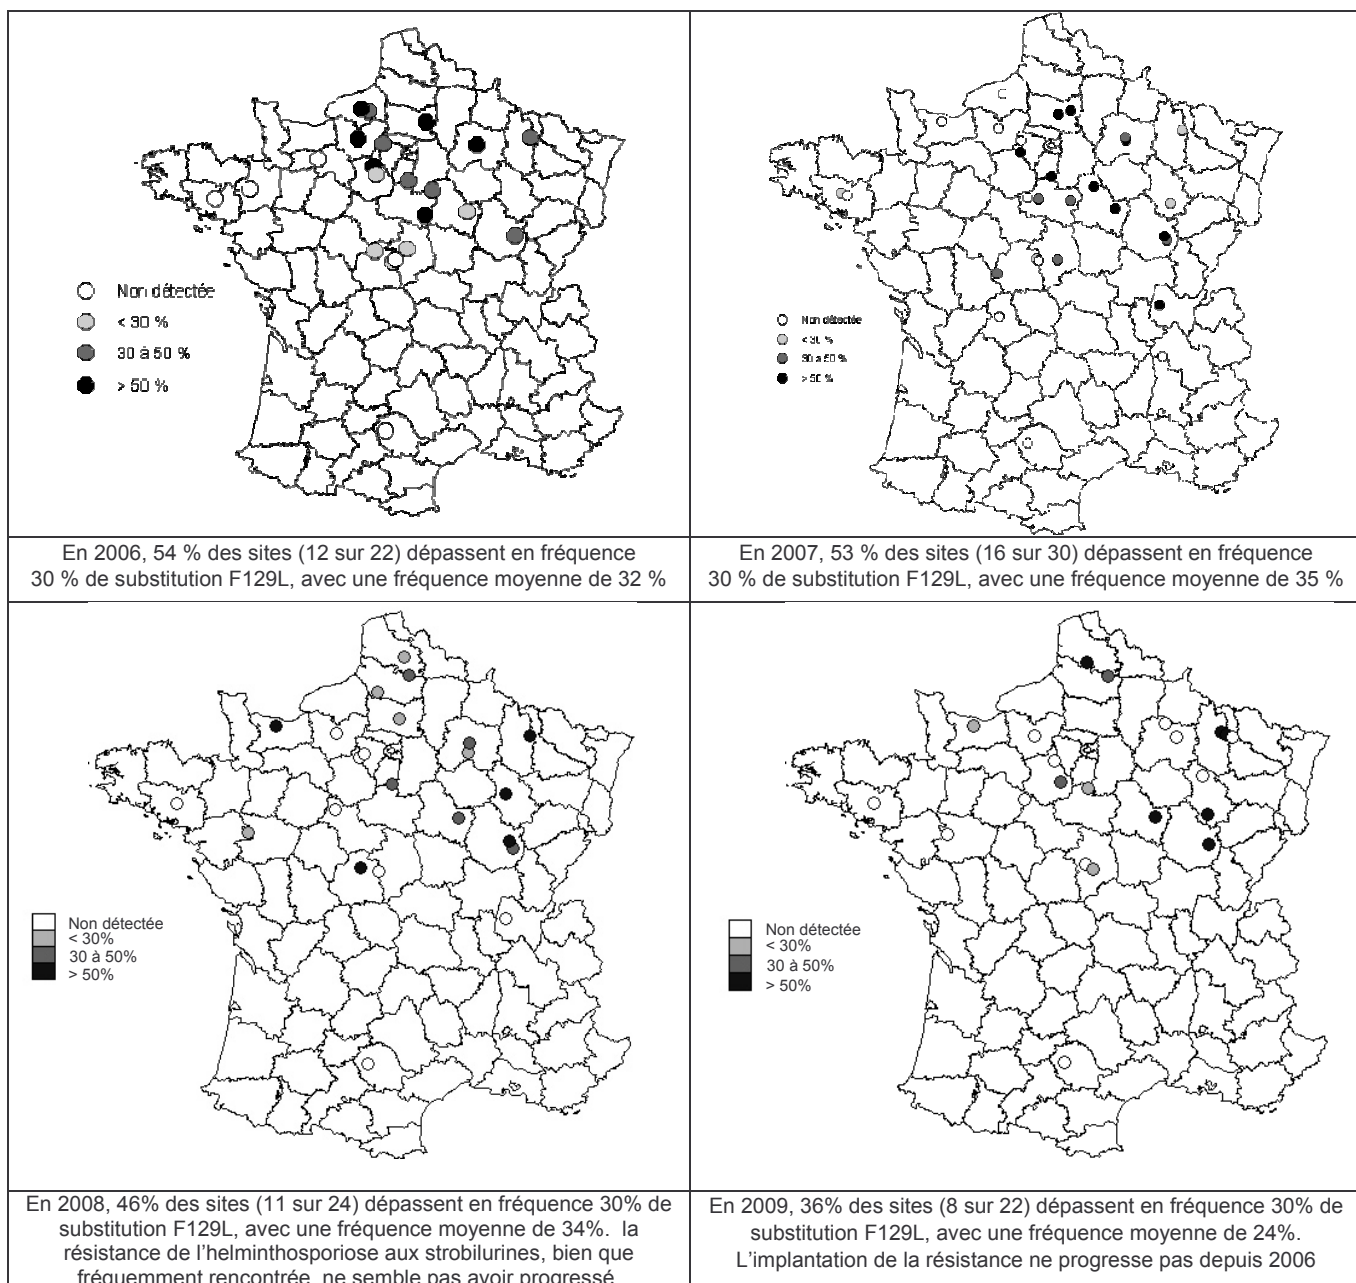 Non détectée
< 30 %
30 à 50 %
> 50 %
Non détectée
< 30 %
30 à 50 %
> 50 %
En 2006, 54 % des sites (12 sur 22) dépassent en fréquence
30 % de substitution F129L, avec une fréquence moyenne de 32 %
En 2007, 53 % des sites (16 sur 30) dépassent en fréquence
30 % de substitution F129L, avec une fréquence moyenne de 35 %
Non détectée
< 30%
30 à 50%
> 50%
Non détectée
< 30%
30 à 50%
> 50%
En 2008, 46% des sites (11 sur 24) dépassent en fréquence 30% de
substitution F129L, avec une fréquence moyenne de 34%. la
résistance de l'helminthosporiose aux strobilurines, bien que
fréquemment rencontrée, ne semble pas avoir progressé
En 2009, 36% des sites (8 sur 22) dépassent en fréquence 30% de
substitution F129L, avec une fréquence moyenne de 24%.
L'implantation de la résistance ne progresse pas depuis 2006